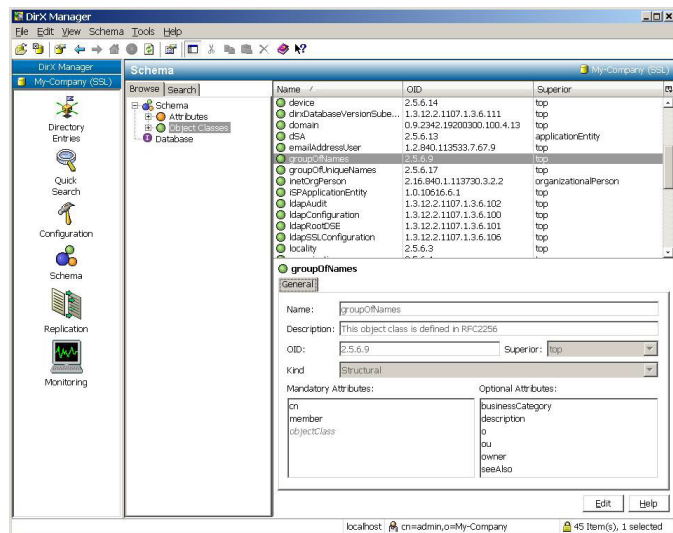 DirX Manager
File Edit View Schema Tools Help
DirX Manager
My-Company (SSL)
Directory
Entries
Quick
Search
Configuration
Schema
Replication
Monitoring
Schema
My-Company (SSL)
Browse Search
Schema
Attributes
Object Classes
Database
Name / OID Superior
device 2.5.6.14 top
dirxDatabaseVersionSube... 1.3.12.2.1107.1.3.6.111 top
domain 0.9.2342.19200300.100.4.13 top
dSA 2.5.6.13 applicationEntity
emailAddressUser 1.2.840.113533.7.67.9 top
groupOfNames 2.5.6.9 top
groupOfUniqueNames 2.5.6.17 top
inetOrgPerson 2.16.840.1.113730.3.2.2 organizationalPerson
iSPApplicationEntity 1.0.10616.6.1 top
ldapAudit 1.3.12.2.1107.1.3.6.102 top
ldapConfiguration 1.3.12.2.1107.1.3.6.100 top
ldapRootDSE 1.3.12.2.1107.1.3.6.101 top
ldapSSLConfiguration 1.3.12.2.1107.1.3.6.106 top
locality 2.5.6.3 top
groupOfNames
General
Name: groupOfNames
Description: This object class is defined in RFC2256
OID: 2.5.6.9 Superior: top
Kind Structural
Mandatory Attributes: Optional Attributes:
cn
member
objectClass
businessCategory
description
o
ou
owner
seeAlso
Edit Help
localhost cn=admin,o=My-Company 45 Item(s), 1 selected